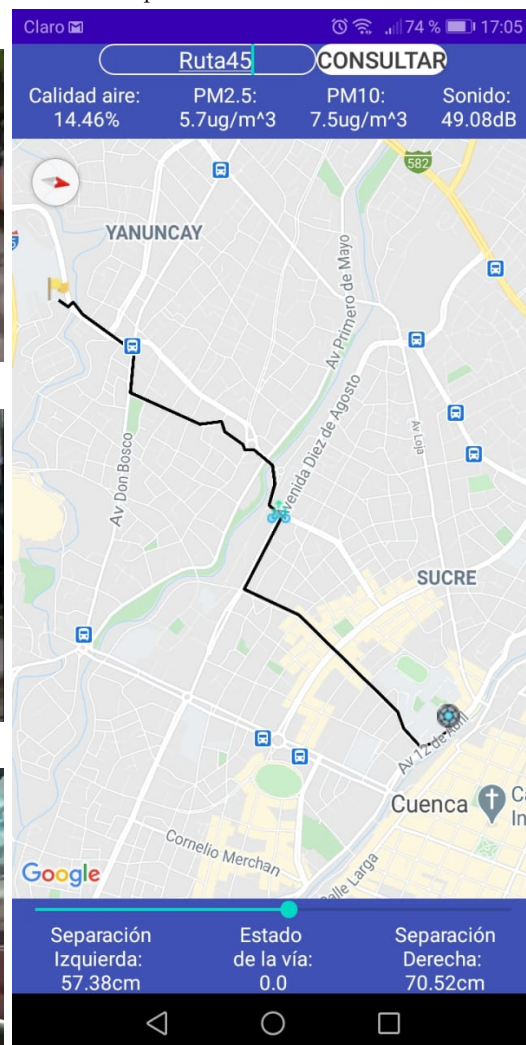 Claro
74 %
17:05
Ruta45
CONSULTAR
Calidad aire:
14.46%
PM2.5:
5.7ug/m^3
PM10:
7.5ug/m^3
Sonido:
49.08dB
582
YANUNCAY
Av Primero de Mayo
Avenida Diez de Agosto
Av Loja
Av Don Bosco
SUCRE
Av 12 de Abril
Cuenca
Cornelio Merchan
Calle Larga
Google
Separación
Izquierda:
57.38cm
Estado
de la vía:
0.0
Separación
Derecha:
70.52cm